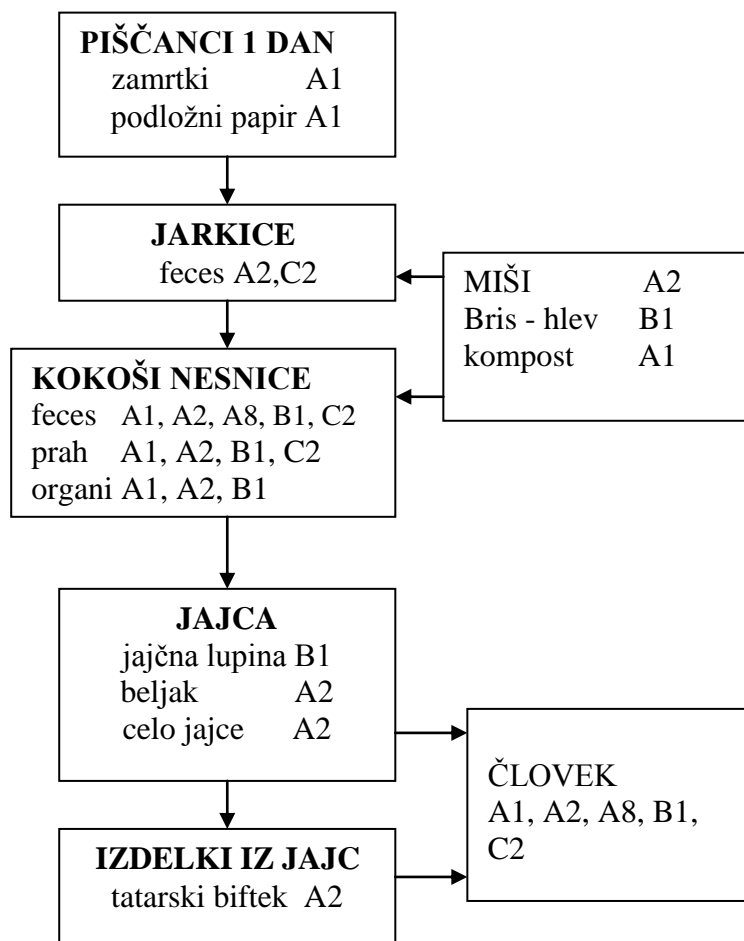 PIŠČANCI 1 DAN
zamrtki A1
podložni papir A1
JARKICE
feces A2,C2
MIŠI A2
Bris - hlev B1
kompost A1
KOKOŠI NESNICE
feces A1, A2, A8, B1, C2
prah A1, A2, B1, C2
organi A1, A2, B1
JAJCA
jajčna lupina B1
beljak A2
celo jajce A2
ČLOVEK
A1, A2, A8, B1,
C2
IZDELKI IZ JAJC
tatarski biftek A2